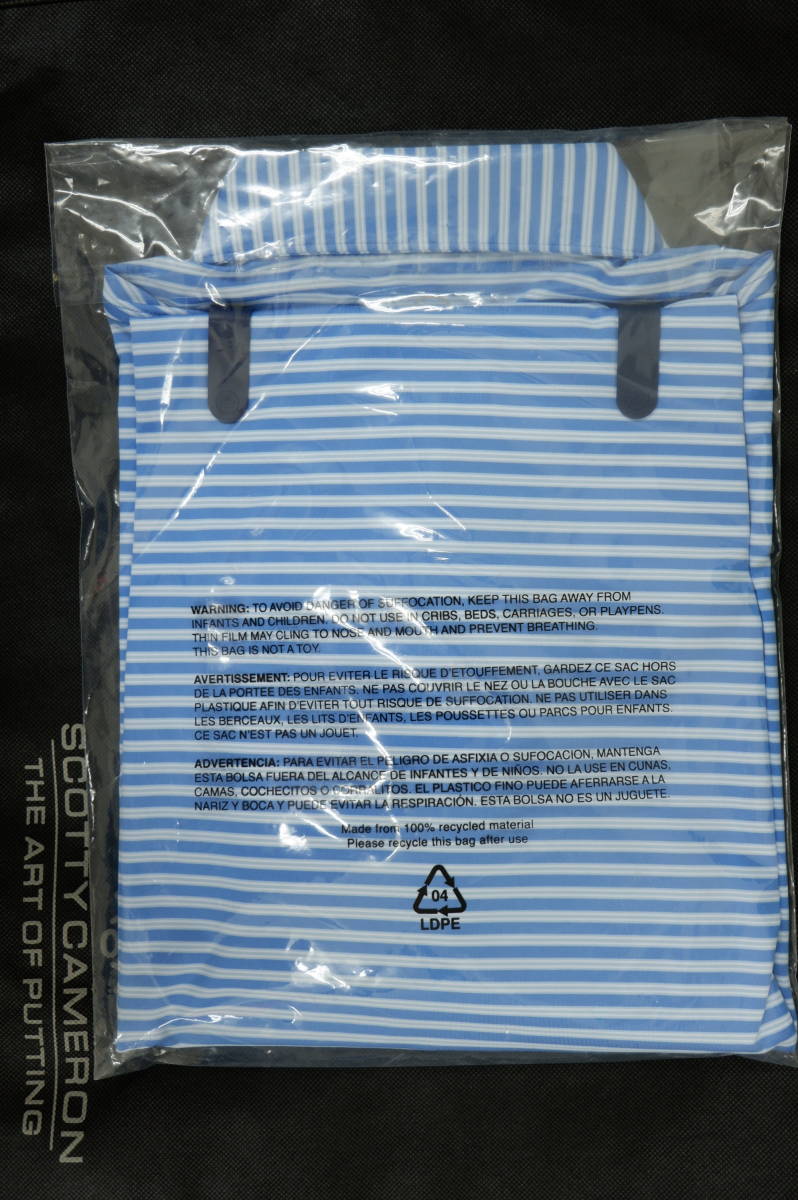 WARNING: TO AVOID DANGER OF SUFFOCATION, KEEP THIS BAG AWAY FROM
INFANTS AND CHILDREN. DO NOT USE IN CRIBS, BEDS, CARRIAGES, OR PLAYPENS.
THIN FILM MAY CLING TO NOSE AND MOUTH AND PREVENT BREATHING.
THIS BAG IS NOT A TOY.
AVERTISSEMENT: POUR EVITER LE RISQUE D'ETOUFFEMENT, GARDEZ CE SAC HORS
DE LA PORTEE DES ENFANTS. NE PAS COUVRIR LE NEZ OU LA BOUCHE AVEC LE SAC
PLASTIQUE AFIN D'EVITER TOUT RISQUE DE SUFFOCATION. NE PAS UTILISER DANS
LES BERCEAUX, LES LITS D'ENFANTS, LES POUSSETTES OU PARCS POUR ENFANTS.
CE SAC N'EST PAS UN JOUET.
ADVERTENCIA: PARA EVITAR EL PELIGRO DE ASFIXIA O SUFOCACION, MANTENGA
ESTA BOLSA FUERA DEL ALCANCE DE INFANTES Y DE NIÑOS. NO LA USE EN CUNAS,
CAMAS, COCHECITOS O CORRALITOS. EL PLASTICO FINO PUEDE AFERRARSE A LA
NARIZ Y BOCA Y PUEDE EVITAR LA RESPIRACIÓN. ESTA BOLSA NO ES UN JUGUETE.
Made from 100% recycled material
Please recycle this bag after use
04
LDPE
SCOTTY CAMERON
THE ART OF PUTTING